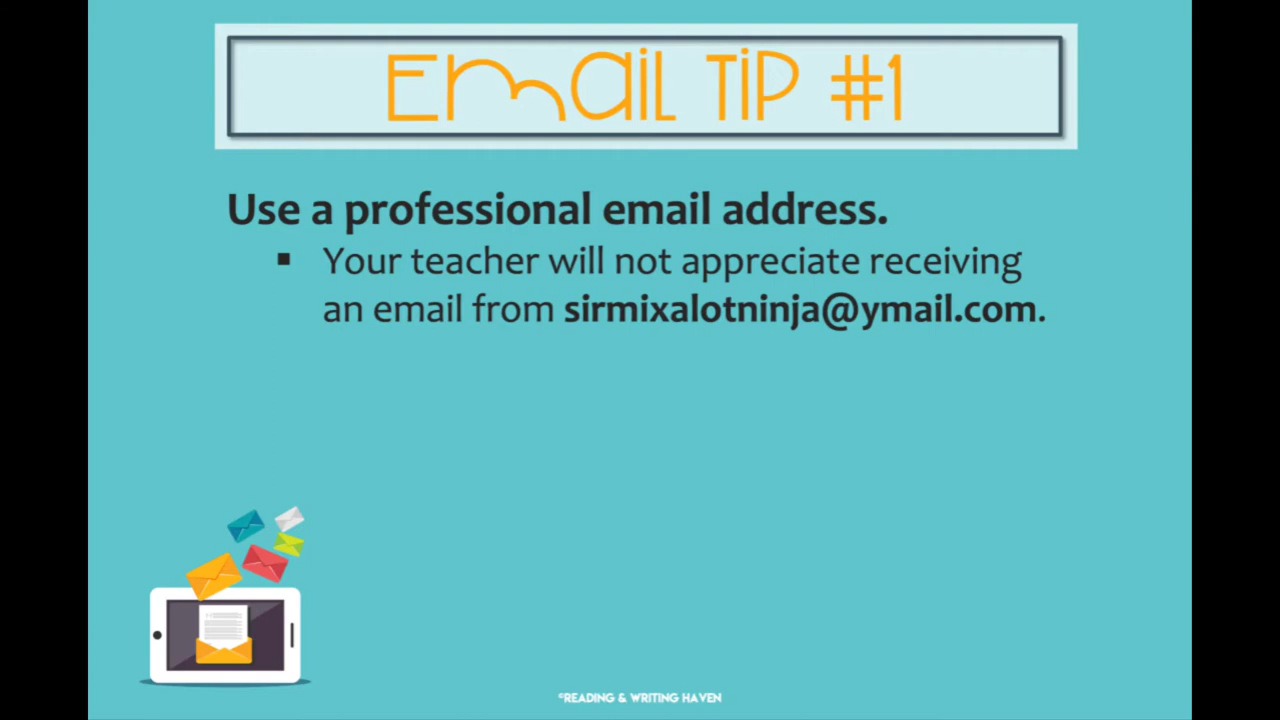 Email Tip #1
Use a professional email address.
▪ Your teacher will not appreciate receiving
an email from sirmixalotninja@ymail.com.
©READING & WRITING HAVEN